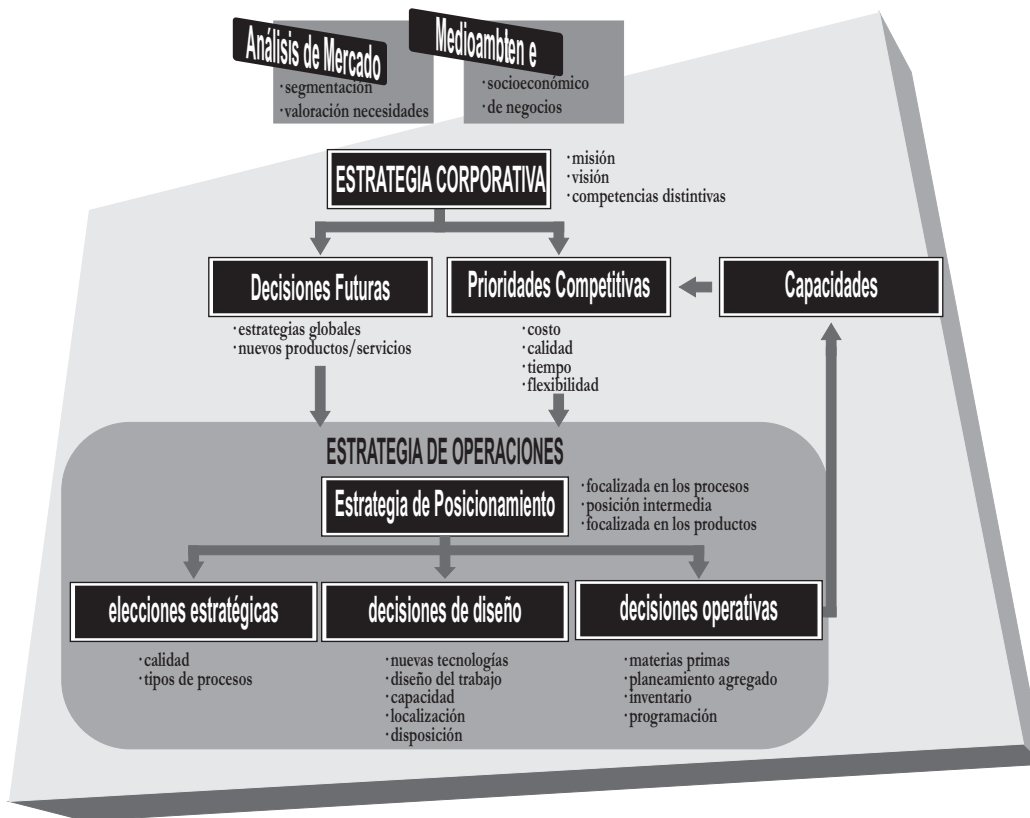 Análisis de Mercado
·segmentación
·valoración necesidades
Medioambten e
·socioeconómico
·de negocios
ESTRATEGIA CORPORATIVA
·misión
·visión
·competencias distintivas
Decisiones Futuras
·estrategias globales
·nuevos productos/servicios
Prioridades Competitivas
·costo
·calidad
·tiempo
·flexibilidad
Capacidades
ESTRATEGIA DE OPERACIONES
Estrategia de Posicionamiento
·focalizada en los procesos
·posición intermedia
·focalizada en los productos
elecciones estratégicas
·calidad
·tipos de procesos
decisiones de diseño
·nuevas tecnologías
·diseño del trabajo
·capacidad
·localización
·disposición
decisiones operativas
·materias primas
·planeamiento agregado
·inventario
·programación